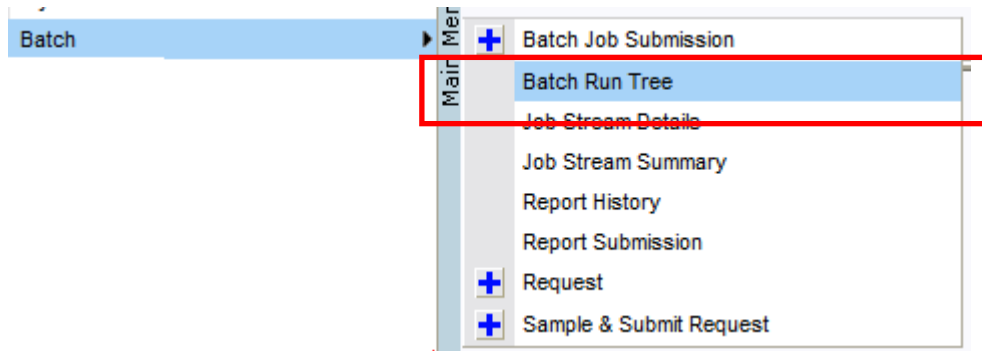 Batch
Main Men
Batch Job Submission
Batch Run Tree
Job Stream Details
Job Stream Summary
Report History
Report Submission
Request
Sample & Submit Request